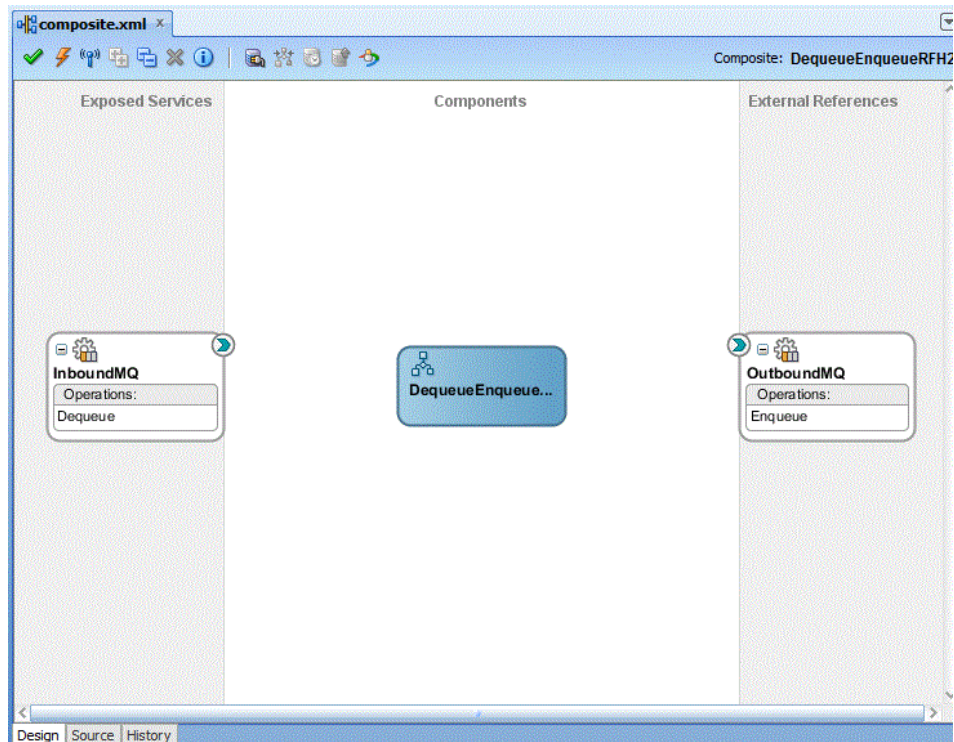 composite.xml
Composite: DequeueEnqueueRFH2
Exposed Services
Components
External References
InboundMQ
Operations:
Dequeue
DequeueEnqueue...
OutboundMQ
Operations:
Enqueue
Design Source History